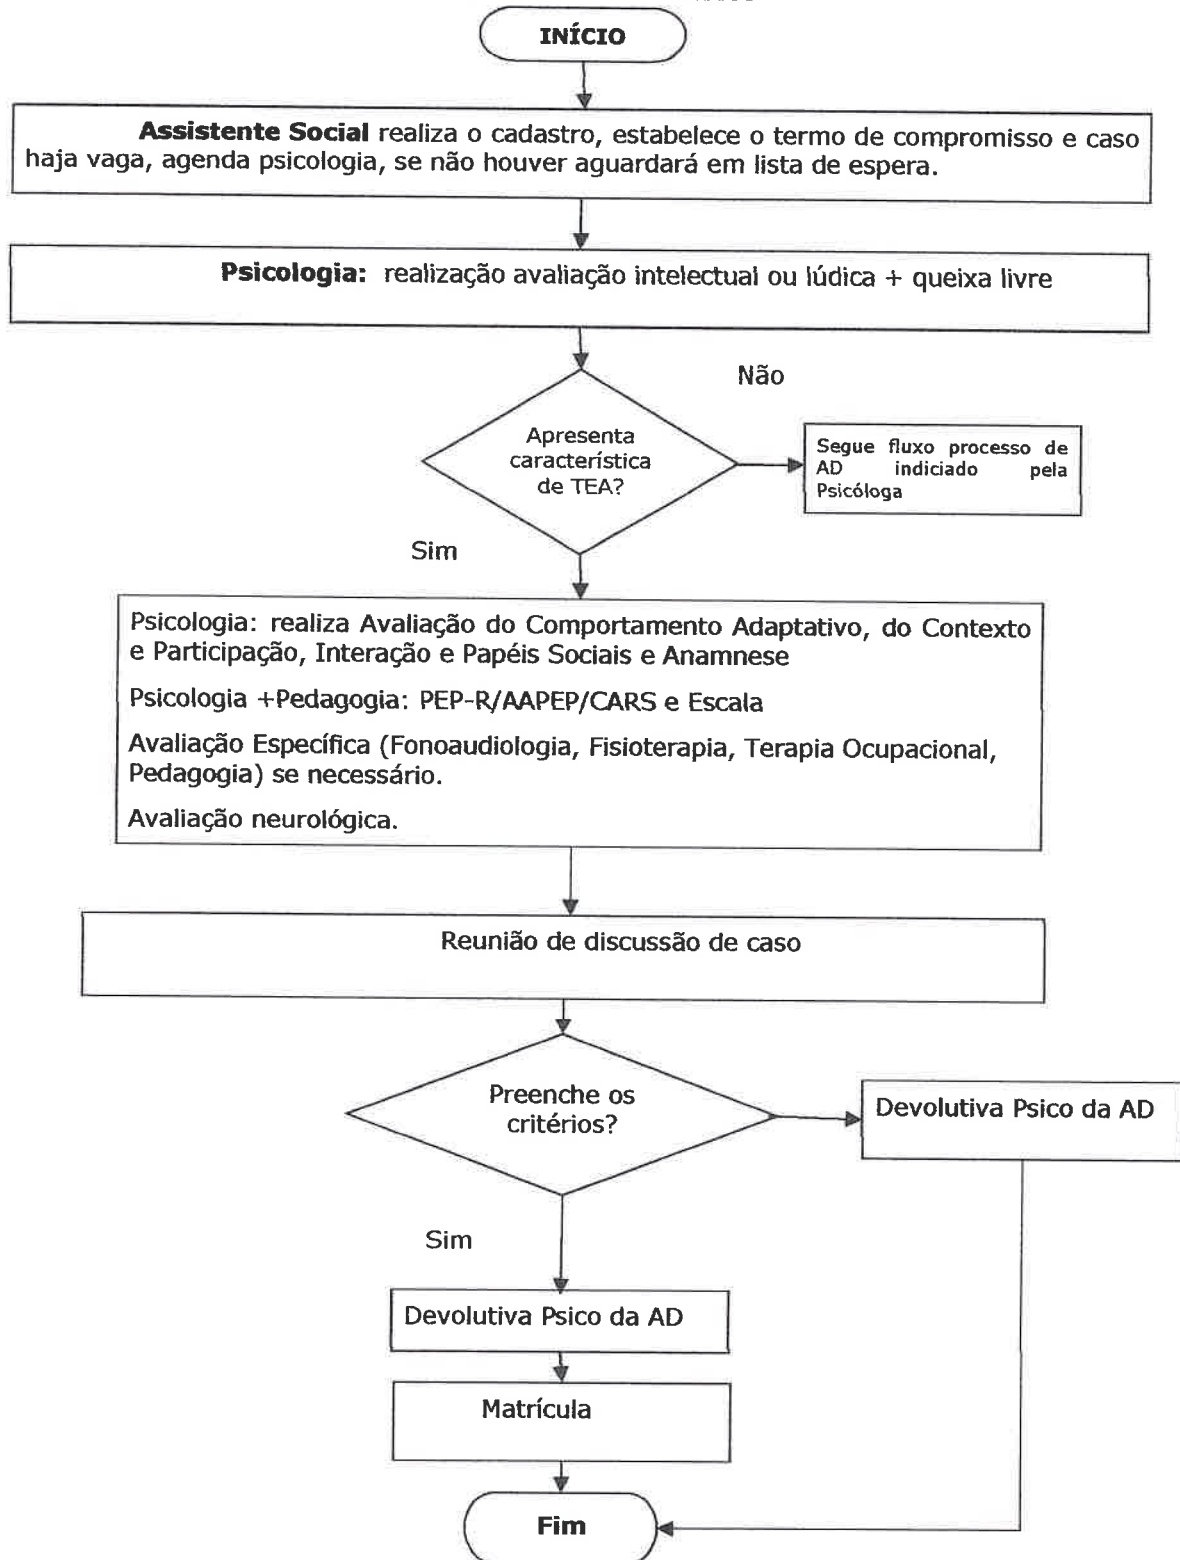 INÍCIO
Assistente Social realiza o cadastro, estabelece o termo de compromisso e caso
haja vaga, agenda psicologia, se não houver aguardará em lista de espera.
Psicologia: realização avaliação intelectual ou lúdica + queixa livre
Não
Apresenta
característica
de TEA?
Segue fluxo processo de
AD indiciado pela
Psicóloga
Sim
Psicologia: realiza Avaliação do Comportamento Adaptativo, do Contexto
e Participação, Interação e Papéis Sociais e Anamnese
Psicologia +Pedagogia: PEP-R/AAPEP/CARS e Escala
Avaliação Específica (Fonoaudiologia, Fisioterapia, Terapia Ocupacional,
Pedagogia) se necessário.
Avaliação neurológica.
Reunião de discussão de caso
Preenche os
critérios?
Devolutiva Psico da AD
Sim
Devolutiva Psico da AD
Matrícula
Fim